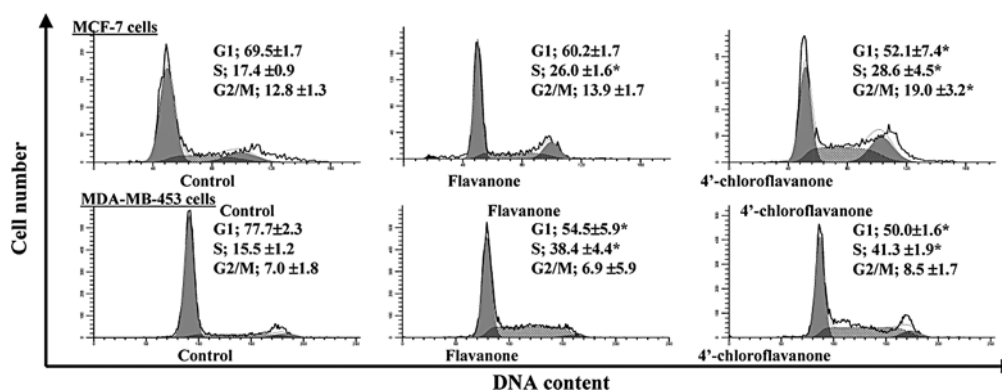 MCF-7 cells
G1; 69.5±1.7
S; 17.4 ±0.9
G2/M; 12.8 ±1.3
Control
G1; 60.2±1.7
S; 26.0 ±1.6*
G2/M; 13.9 ±1.7
Flavanone
G1; 52.1±7.4*
S; 28.6 ±4.5*
G2/M; 19.0 ±3.2*
4’-chloroflavanone
MDA-MB-453 cells
Control
G1; 77.7±2.3
S; 15.5 ±1.2
G2/M; 7.0 ±1.8
Control
Flavanone
G1; 54.5±5.9*
S; 38.4 ±4.4*
G2/M; 6.9 ±5.9
Flavanone
4’-chloroflavanone
G1; 50.0±1.6*
S; 41.3 ±1.9*
G2/M; 8.5 ±1.7
4’-chloroflavanone
Cell number
DNA content